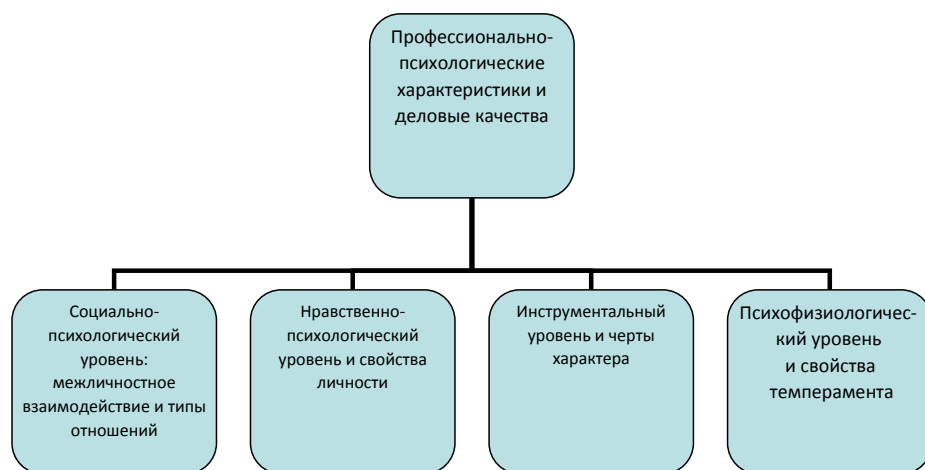 Профессионально-
психологические
характеристики и
деловые качества
Социально-
психологический
уровень:
межличностное
взаимодействие и типы
отношений
Нравственно-
психологический
уровень и свойства
личности
Инструментальный
уровень и черты
характера
Психофизиологичес-
кий уровень
и свойства
темперамента